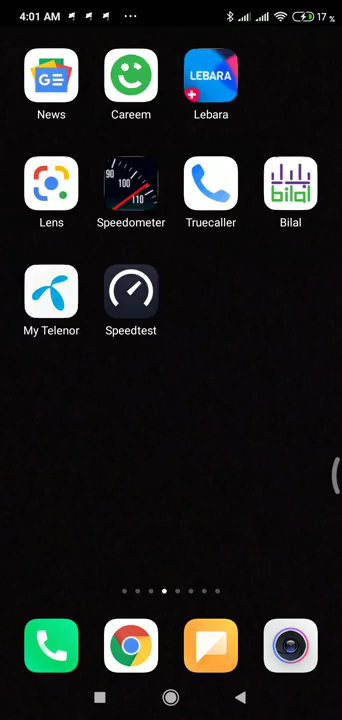 4:01 AM
17%
GE
LEBARA
News
Careem
Lebara
90
100
110
bilal
Lens
Speedometer
Truecaller
Bilal
My Telenor
Speedtest